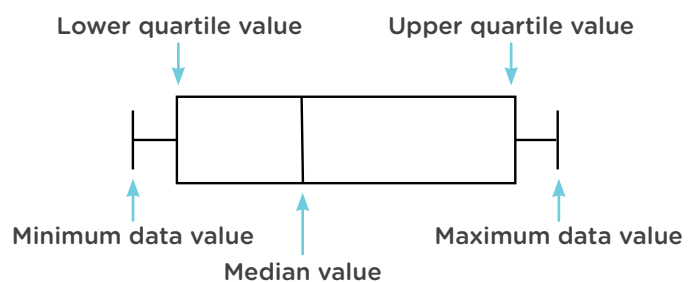 Lower quartile value
Upper quartile value
Minimum data value
Maximum data value
Median value